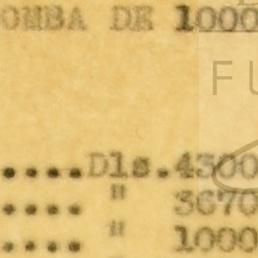 OMBA DE 1000
FU
....Dls.4300
.... " 3670
.... " 1000